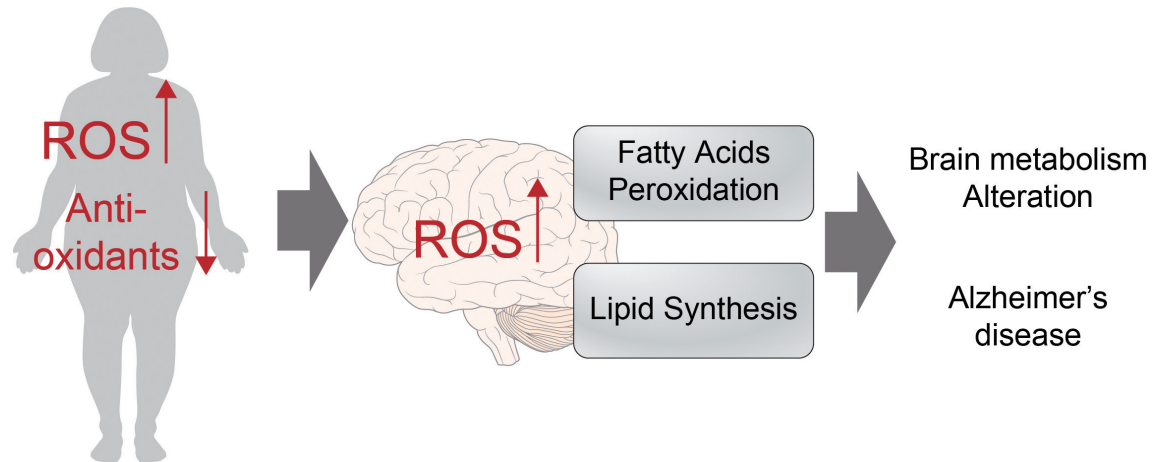 ROS
Anti-
oxidants
ROS
Fatty Acids
Peroxidation
Lipid Synthesis
Brain metabolism
Alteration
Alzheimer’s
disease